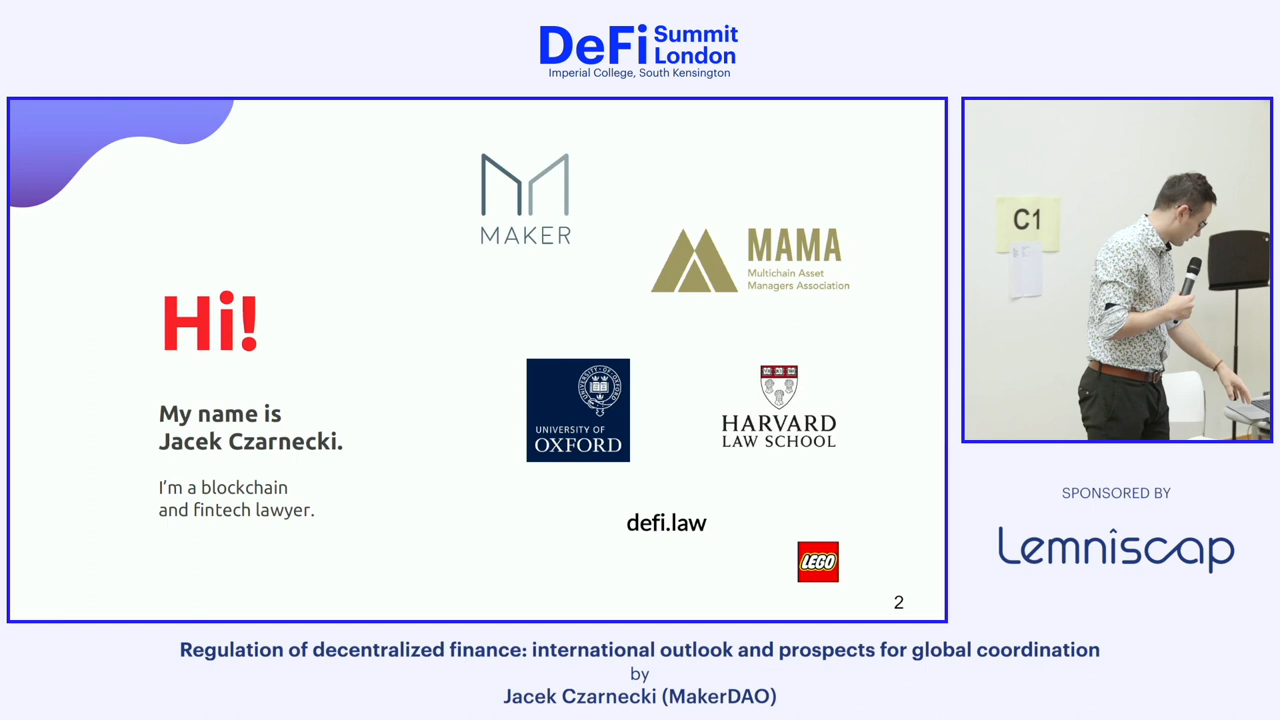 DeFi Summit
London
Imperial College, South Kensington
MAKER
MAMA
Multichain Asset
Managers Association
Hi!
My name is
Jacek Czarnecki.
I'm a blockchain
and fintech lawyer.
UNIVERSITY OF
OXFORD
HARVARD
LAW SCHOOL
defi.law
LEGO
2
C1
SPONSORED BY
Lemniscap
Regulation of decentralized finance: international outlook and prospects for global coordination
by
Jacek Czarnecki (MakerDAO)